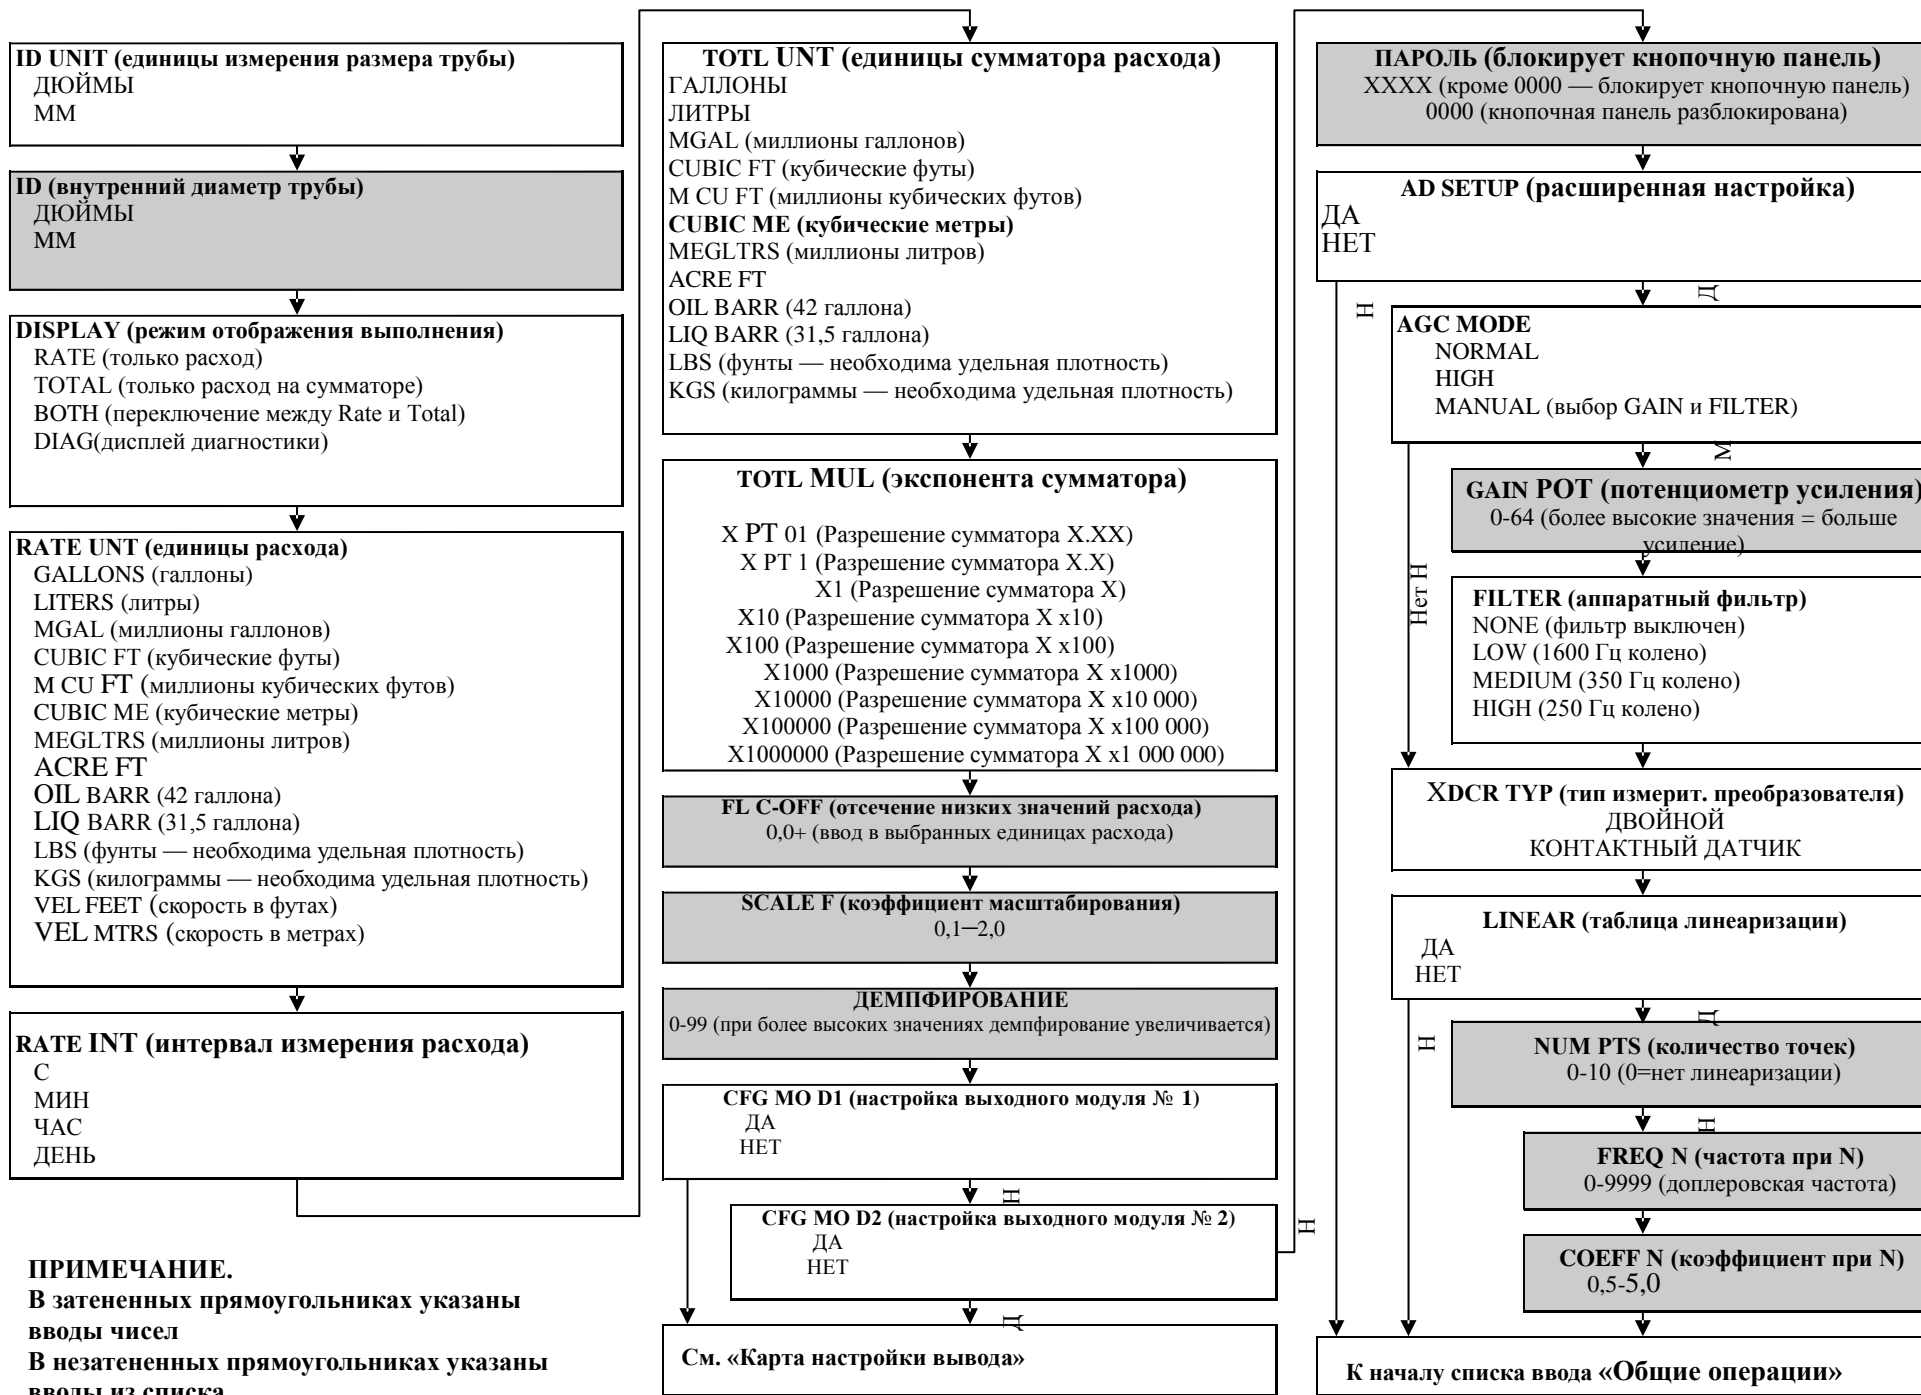 ID UNIT (единицы измерения размера трубы)
ДЮЙМЫ
ММ
ID (внутренний диаметр трубы)
ДЮЙМЫ
ММ
DISPLAY (режим отображения выполнения)
RATE (только расход)
TOTAL (только расход на сумматоре)
BOTH (переключение между Rate и Total)
DIAG(дисплей диагностики)
RATE UNT (единицы расхода)
GALLONS (галлоны)
LITERS (литры)
MGAL (миллионы галлонов)
CUBIC FT (кубические футы)
M CU FT (миллионы кубических футов)
CUBIC ME (кубические метры)
MEGLTRS (миллионы литров)
ACRE FT
OIL BARR (42 галлона)
LIQ BARR (31,5 галлона)
LBS (фунты — необходима удельная плотность)
KGS (килограммы — необходима удельная плотность)
VEL FEET (скорость в футах)
VEL MTRS (скорость в метрах)
RATE INT (интервал измерения расхода)
С
МИН
ЧАС
ДЕНЬ
ПРИМЕЧАНИЕ.
В затененных прямоугольниках указаны
вводы чисел
В незатененных прямоугольниках указаны
вводы из списка
TOTL UNT (единицы сумматора расхода)
ГАЛЛОНЫ
ЛИТРЫ
MGAL (миллионы галлонов)
CUBIC FT (кубические футы)
M CU FT (миллионы кубических футов)
CUBIC ME (кубические метры)
MEGLTRS (миллионы литров)
ACRE FT
OIL BARR (42 галлона)
LIQ BARR (31,5 галлона)
LBS (фунты — необходима удельная плотность)
KGS (килограммы — необходима удельная плотность)
TOTL MUL (экспонента сумматора)
X PT 01 (Разрешение сумматора X.XX)
X PT 1 (Разрешение сумматора X.X)
X1 (Разрешение сумматора X)
X10 (Разрешение сумматора X x10)
X100 (Разрешение сумматора X x100)
X1000 (Разрешение сумматора X x1000)
X10000 (Разрешение сумматора X x10 000)
X100000 (Разрешение сумматора X x100 000)
X1000000 (Разрешение сумматора X x1 000 000)
FL C-OFF (отсечение низких значений расхода)
0,0+ (ввод в выбранных единицах расхода)
SCALE F (коэффициент масштабирования)
0,1—2,0
ДЕМПФИРОВАНИЕ
0-99 (при более высоких значениях демпфирование увеличивается)
CFG MO D1 (настройка выходного модуля № 1)
ДА
НЕТ
Н
CFG MO D2 (настройка выходного модуля № 2)
ДА
НЕТ
Н
Д
См. «Карта настройки вывода»
ПАРОЛЬ (блокирует кнопочную панель)
XXXX (кроме 0000 — блокирует кнопочную панель)
0000 (кнопочная панель разблокирована)
AD SETUP (расширенная настройка)
ДА
НЕТ
Н
Д
AGC MODE
NORMAL
HIGH
MANUAL (выбор GAIN и FILTER)
М
GAIN POT (потенциометр усиления)
0-64 (более высокие значения = больше
усиление)
Нет Н
FILTER (аппаратный фильтр)
NONE (фильтр выключен)
LOW (1600 Гц колено)
MEDIUM (350 Гц колено)
HIGH (250 Гц колено)
XDCR TYP (тип измерит. преобразователя)
ДВОЙНОЙ
КОНТАКТНЫЙ ДАТЧИК
LINEAR (таблица линеаризации)
ДА
НЕТ
Д
Н
NUM PTS (количество точек)
0-10 (0=нет линеаризации)
Н
FREQ N (частота при N)
0-9999 (доплеровская частота)
COEFF N (коэффициент при N)
0,5-5,0
К началу списка ввода «Общие операции»